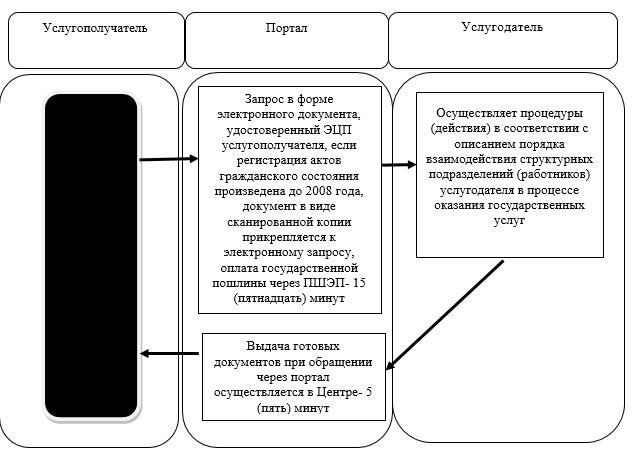 Услугополучатель
Портал
Услугодатель
Запрос в форме
электронного документа,
удостоверенный ЭЦП
услугополучателя, если
регистрация актов
гражданского состояния
произведена до 2008 года,
документ в виде
сканированной копии
прикрепляется к
электронному запросу,
оплата государственной
пошлины через ПШЭП- 15
(пятнадцать) минут
Осуществляет процедуры
(действия) в соответствии с
описанием порядка
взаимодействия структурных
подразделений (работников)
услугодателя в процессе
оказания государственных
услуг
Выдача готовых
документов при обращении
через портал
осуществляется в Центре- 5
(пять) минут